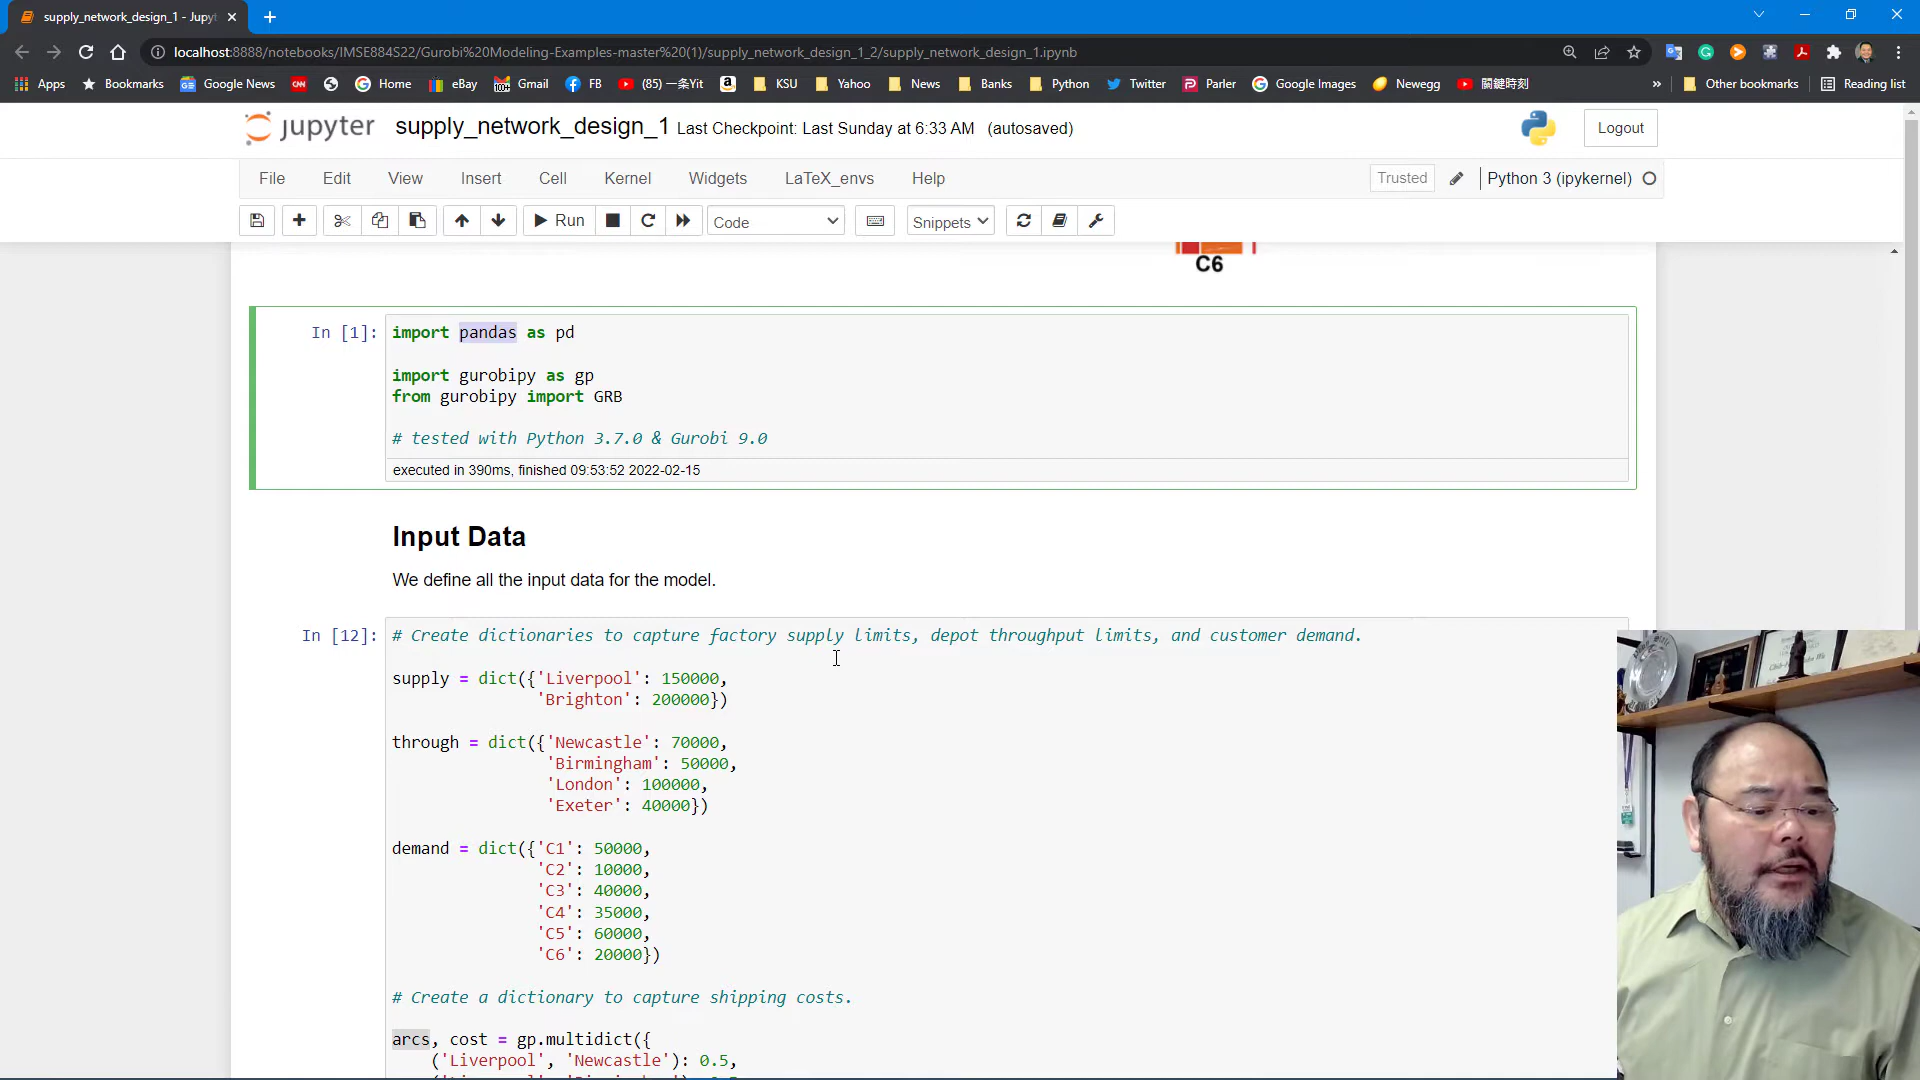 supply_network_design_1 - Jupyt
localhost:8888/notebooks/IMSE884S22/Gurobi%20Modeling-Examples-master%20(1)/supply_network_design_1_2/supply_network_design_1.ipynb
Apps Bookmarks Google News Home eBay Gmail FB (85) 一条Yit KSU Yahoo News Banks Python Twitter Parler Google Images Newegg 關鍵時刻 » Other bookmarks Reading list
jupyter supply_network_design_1 Last Checkpoint: Last Sunday at 6:33 AM (autosaved) Logout
File Edit View Insert Cell Kernel Widgets LaTeX_envs Help Trusted Python 3 (ipykernel)
Run Code Snippets
C6
In [1]: import pandas as pd
import gurobipy as gp
from gurobipy import GRB
# tested with Python 3.7.0 & Gurobi 9.0
executed in 390ms, finished 09:53:52 2022-02-15
Input Data
We define all the input data for the model.
In [12]: # Create dictionaries to capture factory supply limits, depot throughput limits, and customer demand.
supply = dict({'Liverpool': 150000,
'Brighton': 200000})
through = dict({'Newcastle': 70000,
'Birmingham': 50000,
'London': 100000,
'Exeter': 40000})
demand = dict({'C1': 50000,
'C2': 10000,
'C3': 40000,
'C4': 35000,
'C5': 60000,
'C6': 20000})
# Create a dictionary to capture shipping costs.
arcs, cost = gp.multidict({
('Liverpool', 'Newcastle'): 0.5,